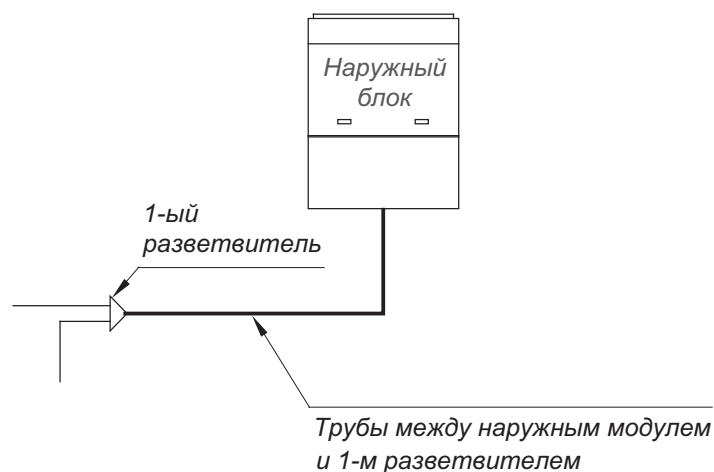 Наружный
блок
1-ый
разветвитель
Трубы между наружным модулем
и 1-м разветвителем